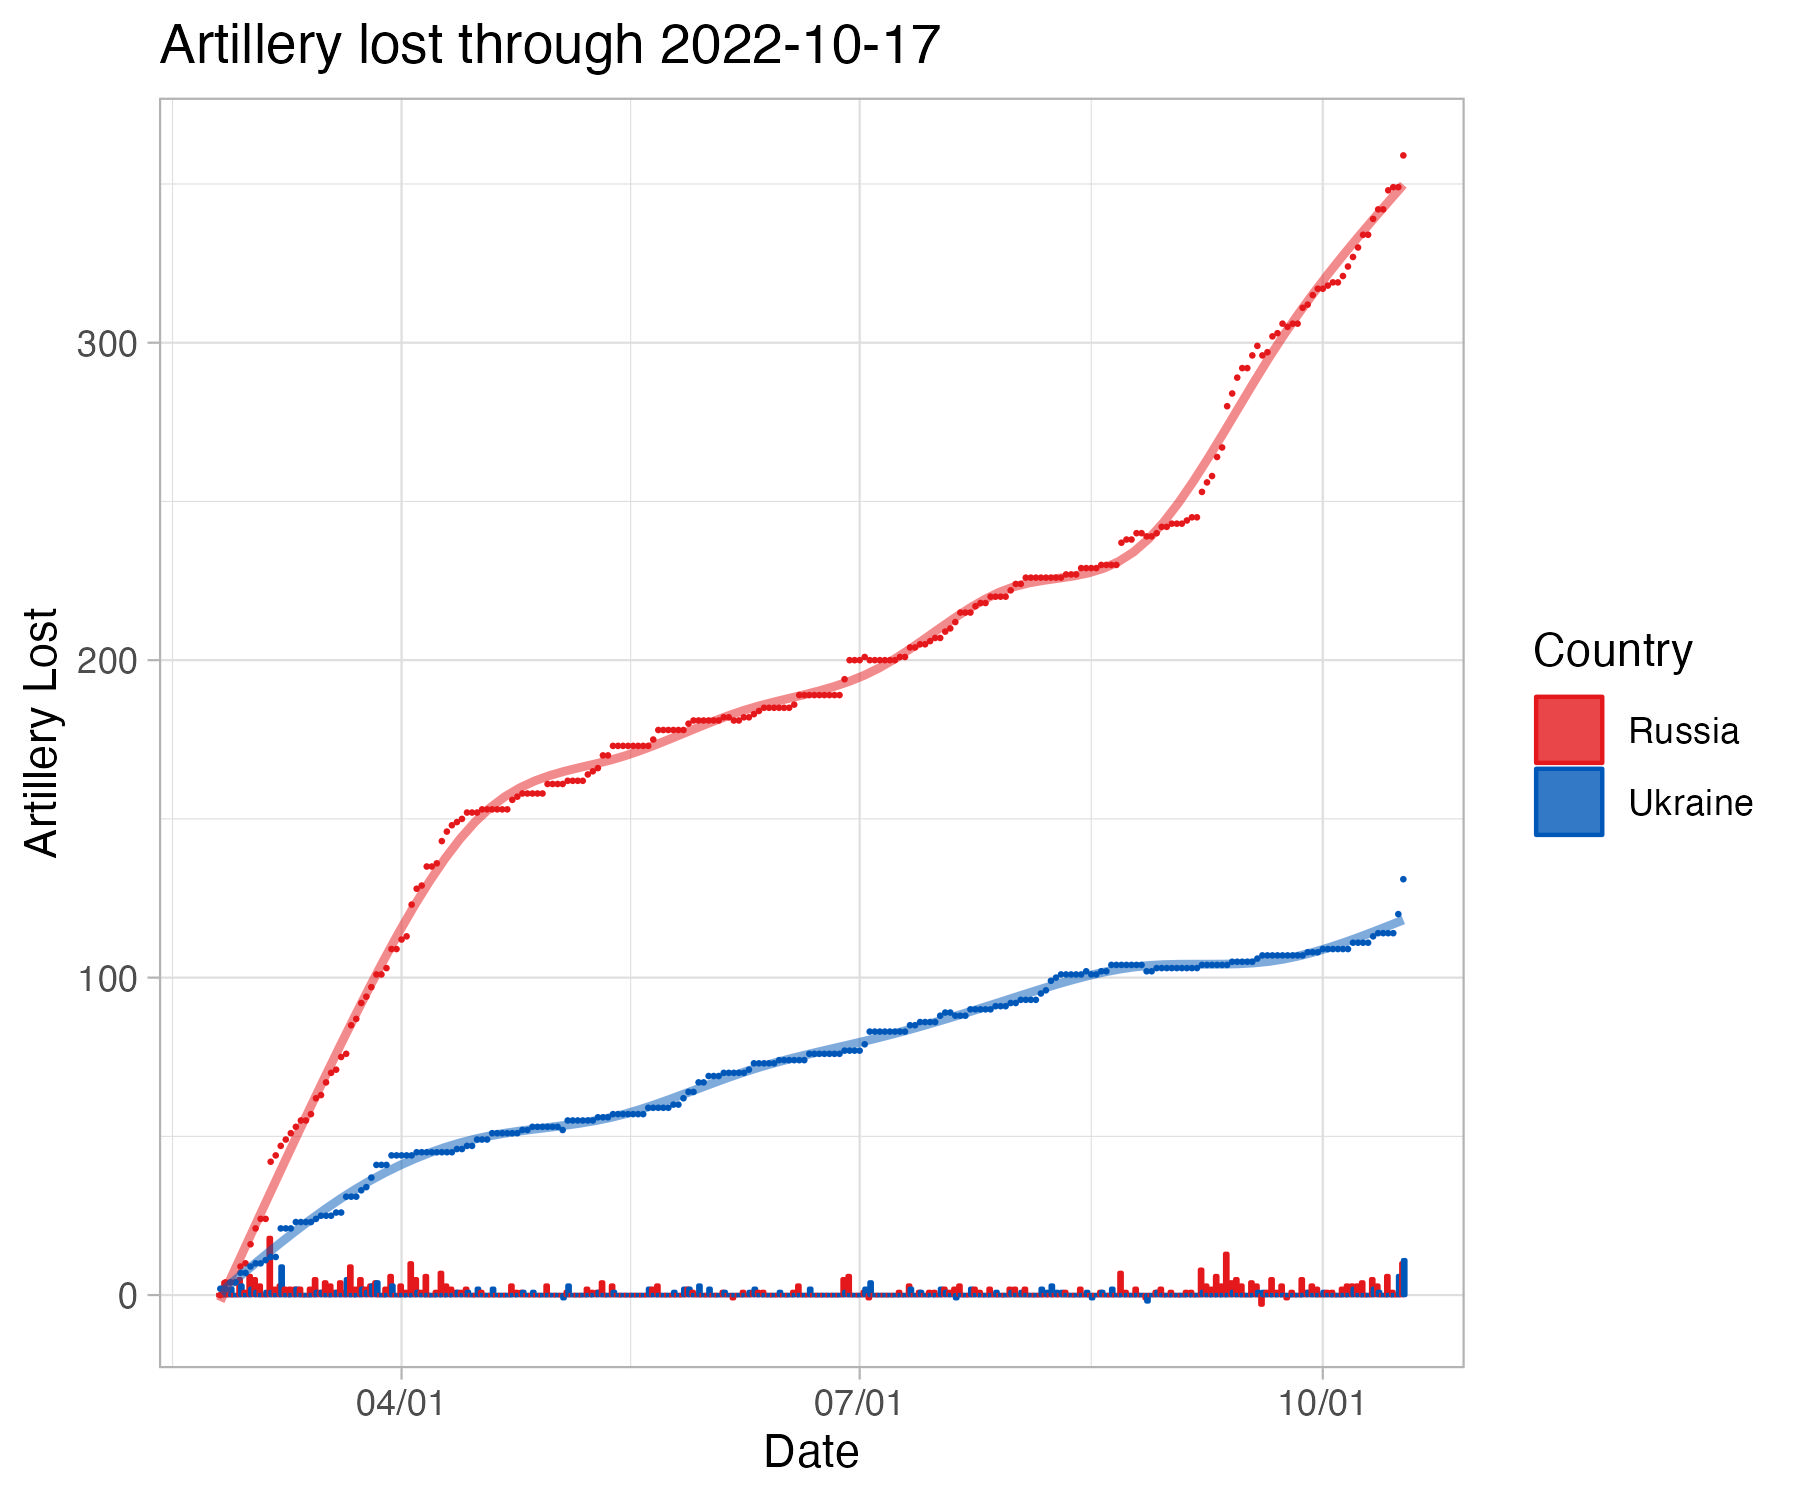 Artillery lost through 2022-10-17
Artillery Lost
300
200
100
0
04/01
07/01
10/01
Date
Country
Russia
Ukraine